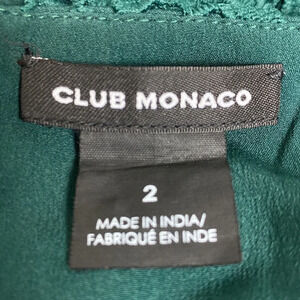 CLUB MONACO
2
MADE IN INDIA/
FABRIQUÉ EN INDE